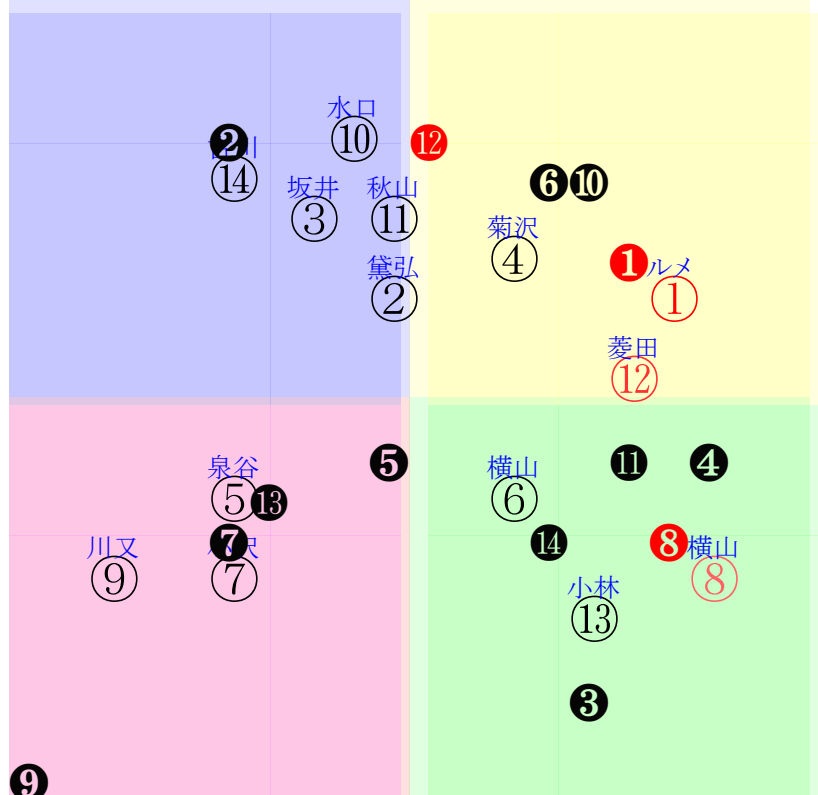 水口
⑩
⓬
❷
⑭
坂井
③
秋山
⑪
❻
❿
菊沢
④
黛弘
②
❶
ルメ
①
菱田
⑫
❺
⓫
❹
泉谷
⑤
⓭
横山
⑥
❼
⑦
川又
⑨
⓮
❽
横山
⑧
小林
⑬
❸
❾